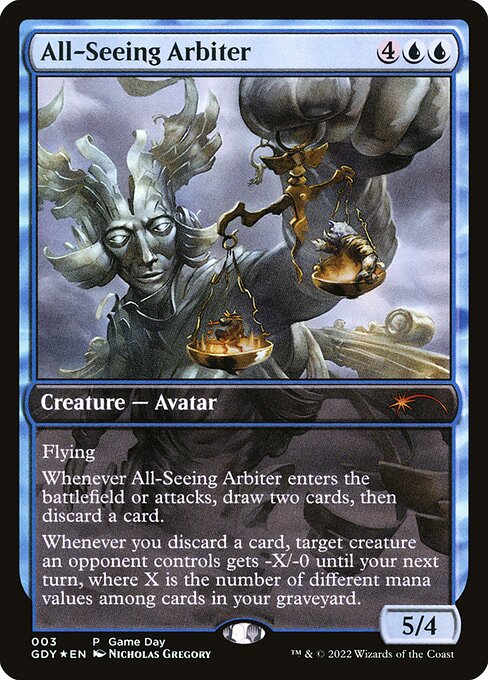 All-Seeing Arbiter 4
Creature — Avatar
Flying
Whenever All-Seeing Arbiter enters the
battlefield or attacks, draw two cards, then
discard a card.
Whenever you discard a card, target creature
an opponent controls gets -X/-0 until your next
turn, where X is the number of different mana
values among cards in your graveyard.
5/4
003 P Game Day
GDY★EN Nicholas Gregory ™ & © 2022 Wizards of the Coast